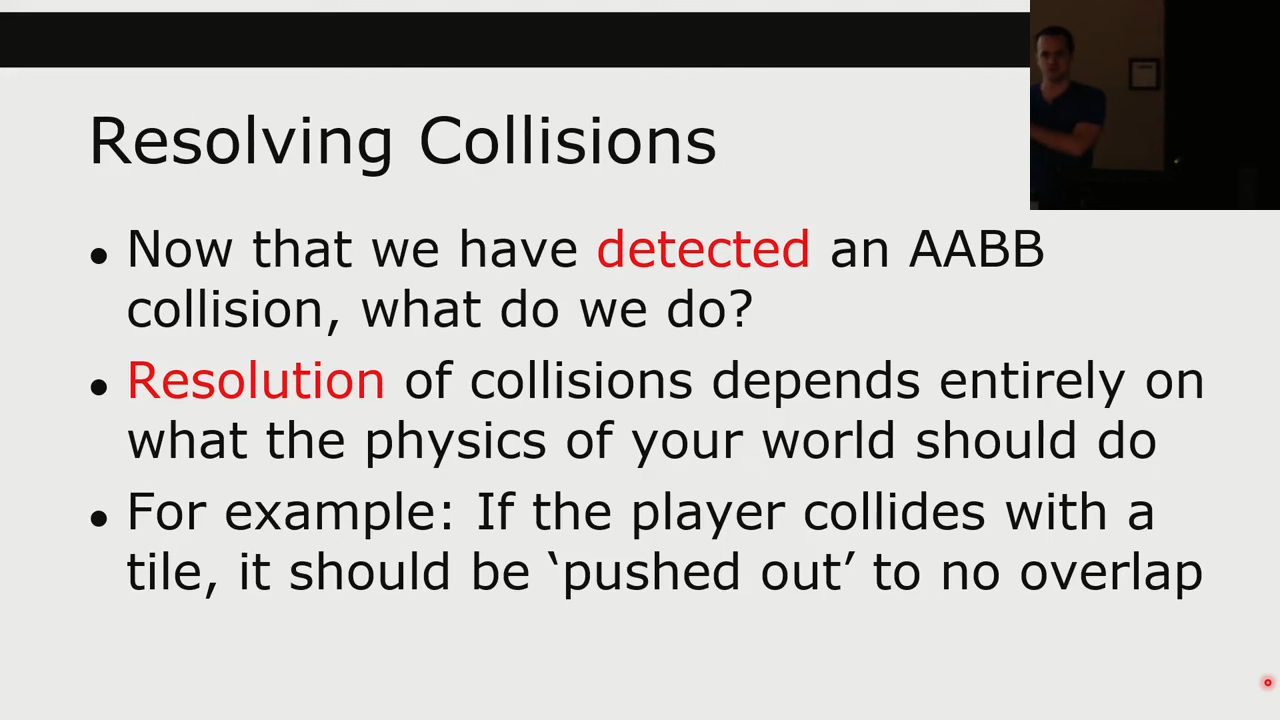 Resolving Collisions
• Now that we have detected an AABB
collision, what do we do?
• Resolution of collisions depends entirely on
what the physics of your world should do
• For example: If the player collides with a
tile, it should be ‘pushed out’ to no overlap